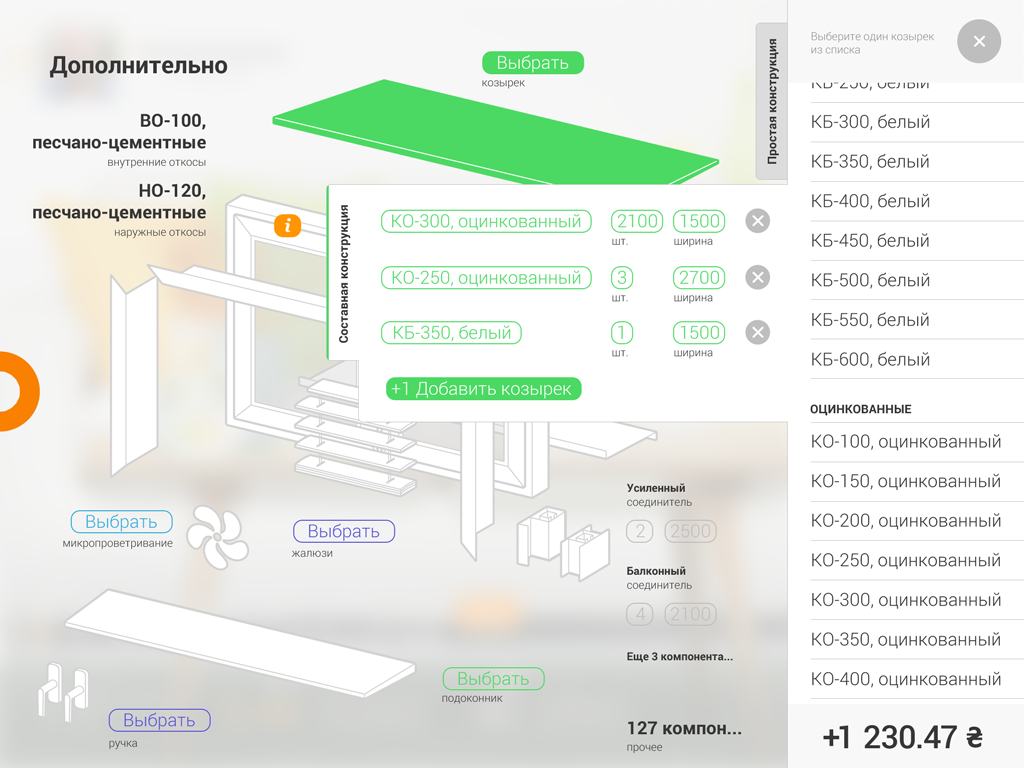 Дополнительно
ВО-100,
песчано-цементные
внутренние откосы
НО-120,
песчано-цементные
наружные откосы
Выбрать
козырек
Простая конструкция
i
Составная конструкция
КО-300, оцинкованный 2100 1500
шт. ширина
КО-250, оцинкованный 3 2700
шт. ширина
КБ-350, белый 1 1500
шт. ширина
+1 Добавить козырек
Выбрать
микропроветривание
Выбрать
жалюзи
Усиленный
соединитель
2 2500
Балконный
соединитель
4 2100
Еще 3 компонента...
Выбрать
подоконник
Выбрать
ручка
127 компон...
прочее
Выберите один козырек
из списка
КБ-250, белый
КБ-300, белый
КБ-350, белый
КБ-400, белый
КБ-450, белый
КБ-500, белый
КБ-550, белый
КБ-600, белый
ОЦИНКОВАННЫЕ
КО-100, оцинкованный
КО-150, оцинкованный
КО-200, оцинкованный
КО-250, оцинкованный
КО-300, оцинкованный
КО-350, оцинкованный
КО-400, оцинкованный
+1 230.47 ₴